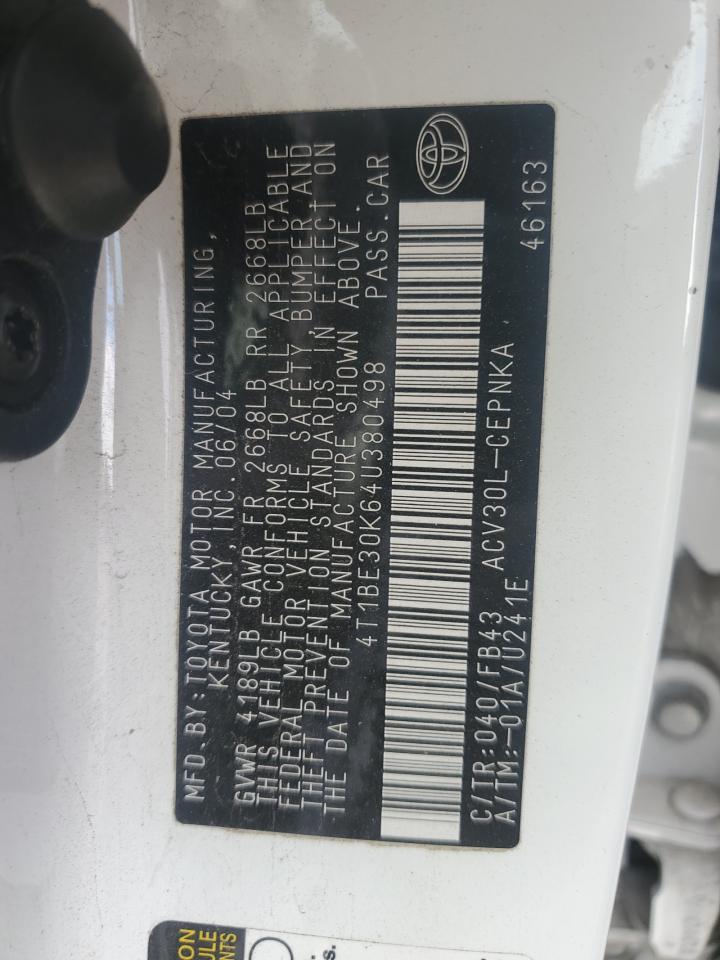 MFD.BY:TOYOTA MOTOR MANUFACTURING,
KENTUCKY, INC. 06/04
GVWR 4189LB GAWR FR 2668LB RR 2668LB
THIS VEHICLE CONFORMS TO ALL APPLICABLE
FEDERAL MOTOR VEHICLE SAFETY, BUMPER, AND
THEFT PREVENTION STANDARDS IN EFFECT ON
THE DATE OF MANUFACTURE SHOWN ABOVE.
4T1BE30K64U380498 PASS.CAR
C/TR:040/FB43 ACV30L-CEPNKA
A/TM:-01A/U241E 46163